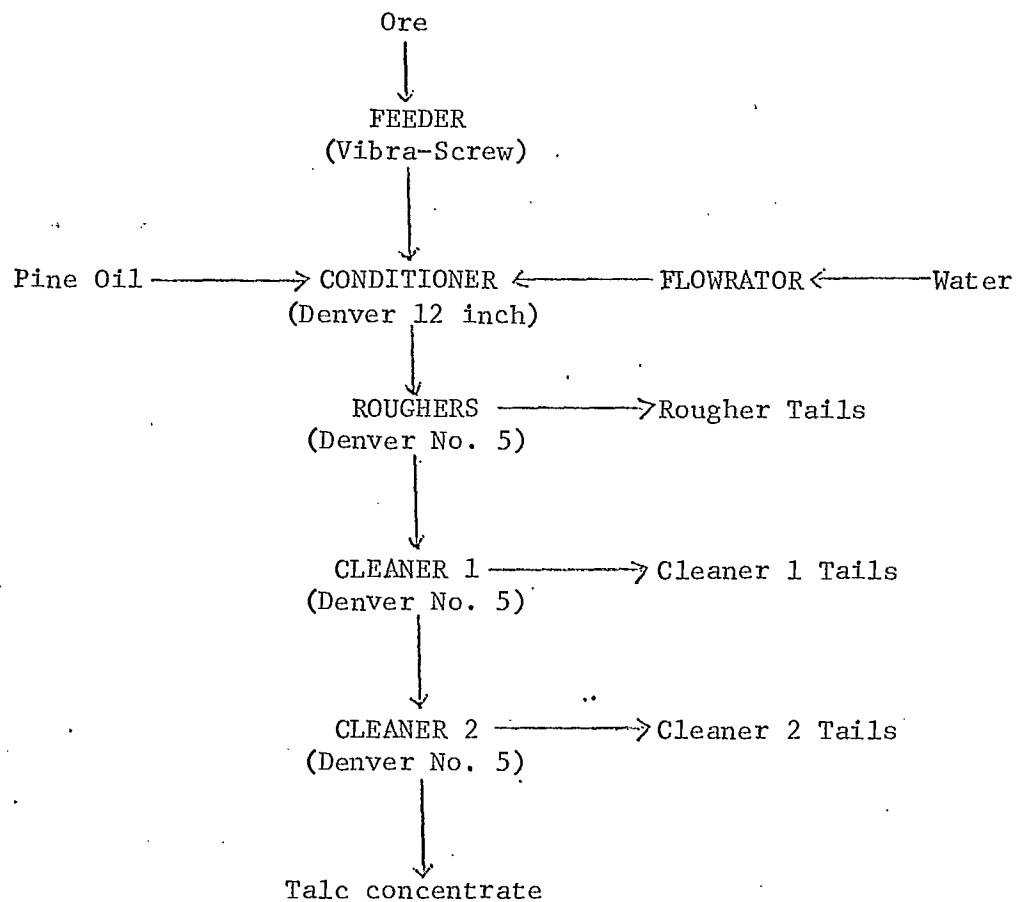 Ore
FEEDER
(Vibra-Screw)
Pine Oil CONDITIONER FLOWRATOR Water
(Denver 12 inch)
ROUGHERS Rougher Tails
(Denver No. 5)
CLEANER 1 Cleaner 1 Tails
(Denver No. 5)
CLEANER 2 Cleaner 2 Tails
(Denver No. 5)
Talc concentrate